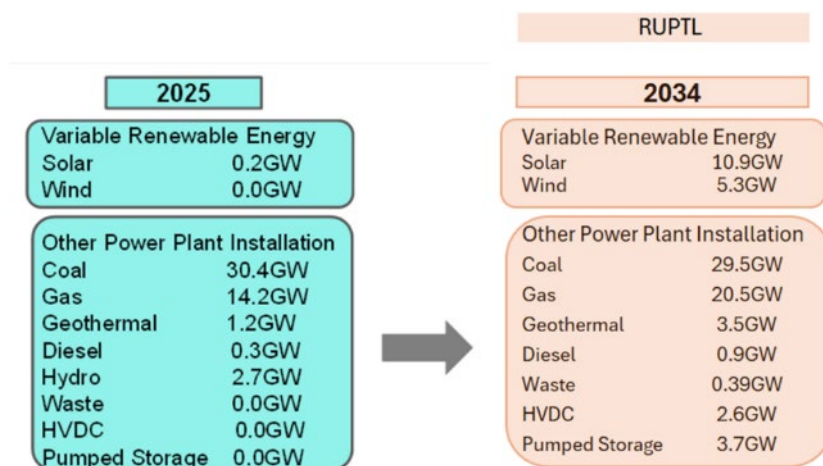 RUPTL
2025
Variable Renewable Energy
Solar 0.2GW
Wind 0.0GW
Other Power Plant Installation
Coal 30.4GW
Gas 14.2GW
Geothermal 1.2GW
Diesel 0.3GW
Hydro 2.7GW
Waste 0.0GW
HVDC 0.0GW
Pumped Storage 0.0GW
2034
Variable Renewable Energy
Solar 10.9GW
Wind 5.3GW
Other Power Plant Installation
Coal 29.5GW
Gas 20.5GW
Geothermal 3.5GW
Diesel 0.9GW
Waste 0.39GW
HVDC 2.6GW
Pumped Storage 3.7GW